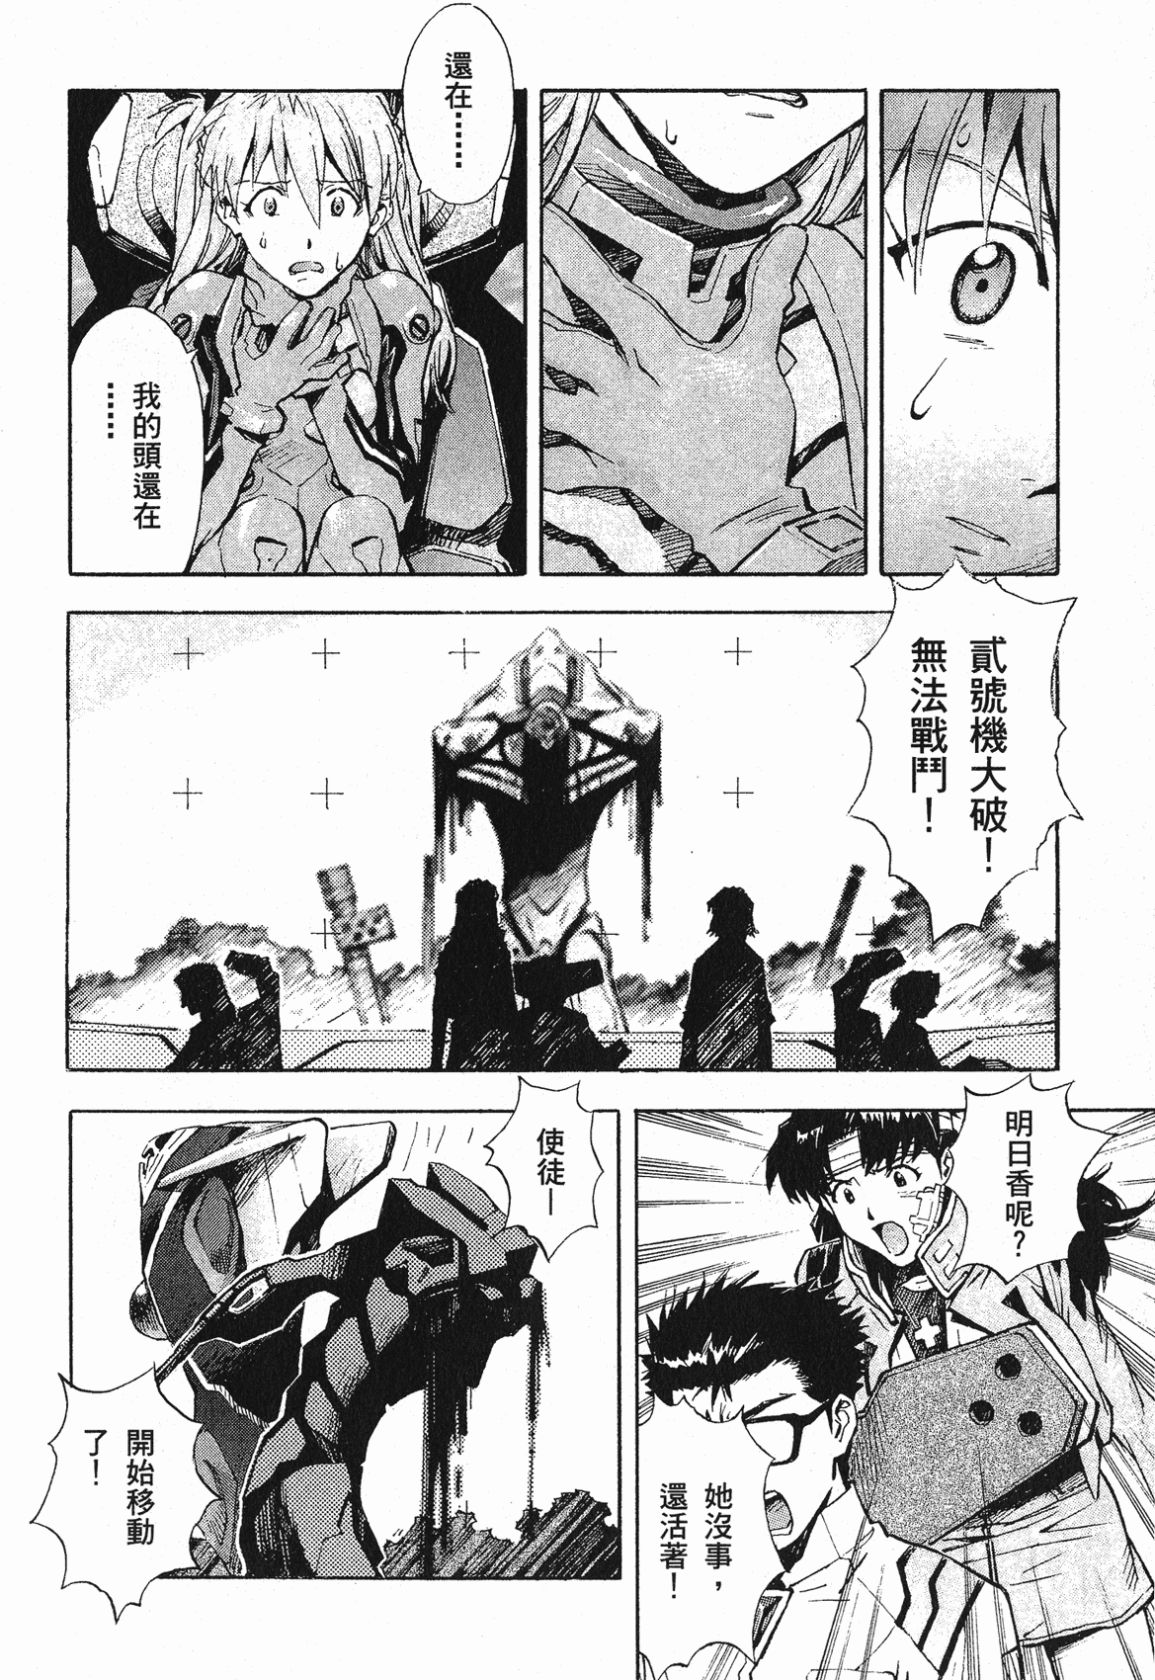 還在……
我的頭還在
……
貳號機大破！
無法戰鬥！
明日香呢？
她沒事，
還活著！
使徒—
開始移動
了！